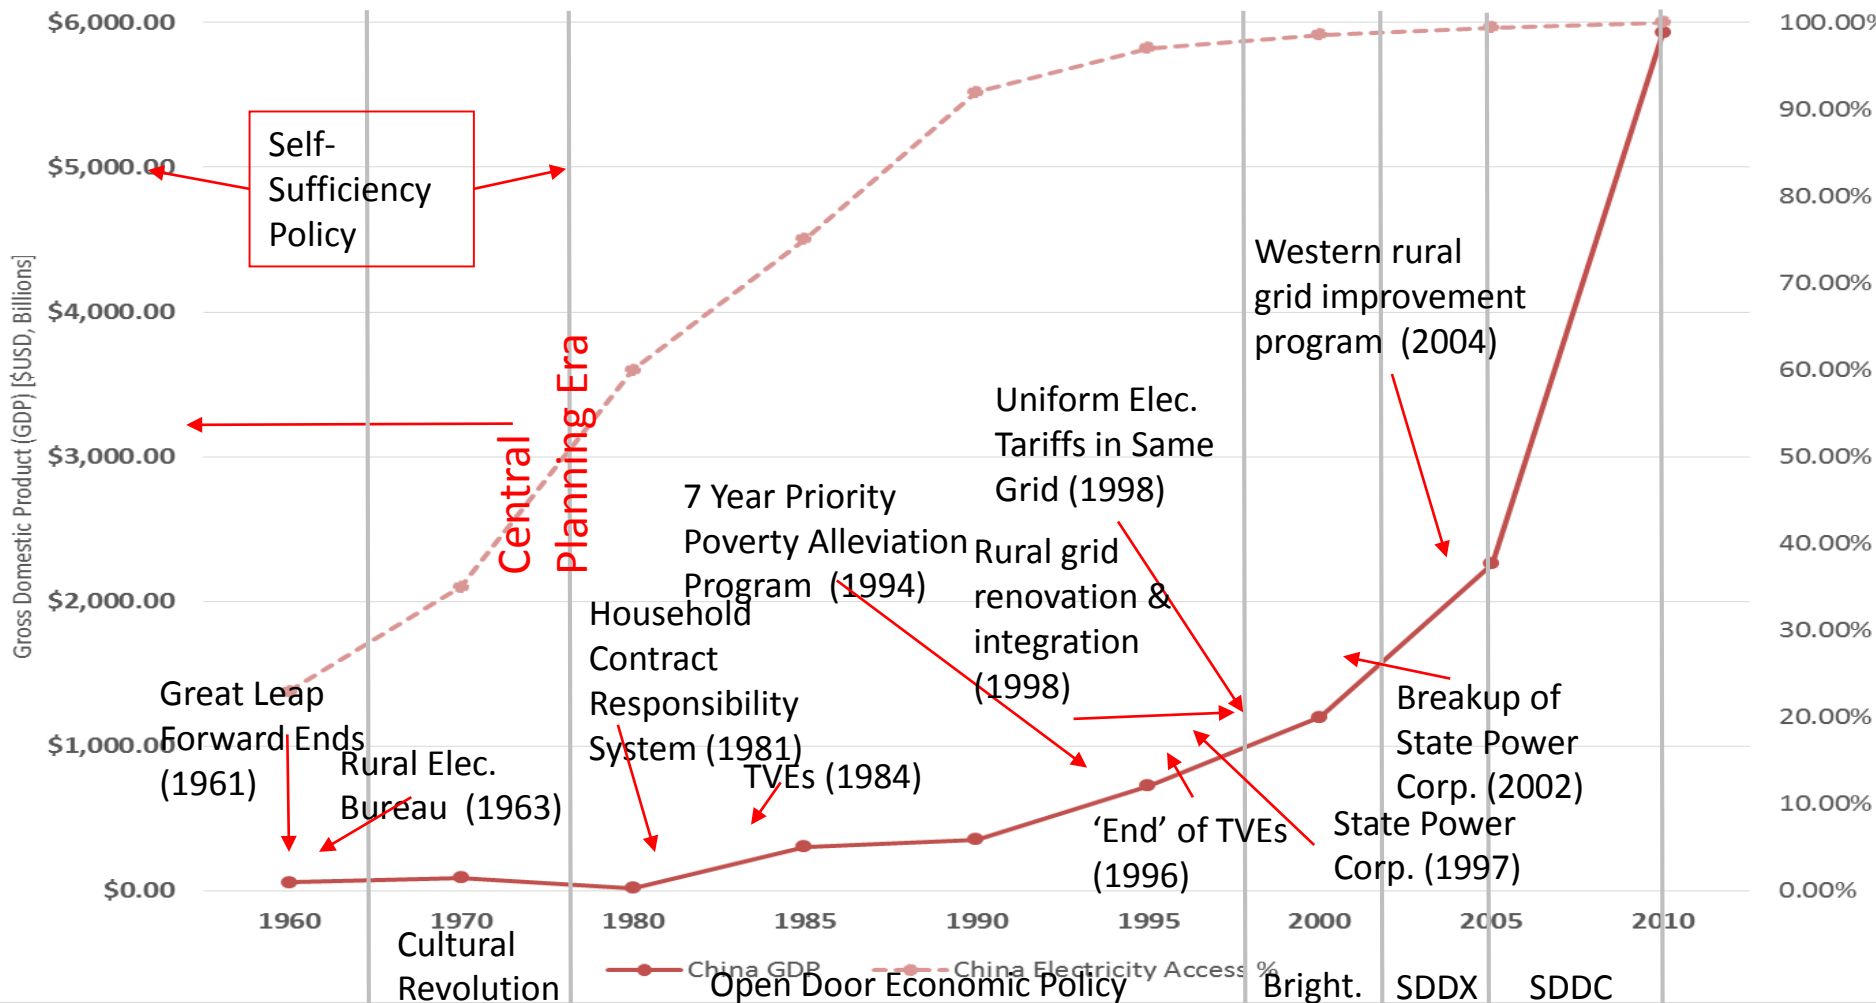 $6,000.00
$5,000.00
$4,000.00
$3,000.00
$2,000.00
$1,000.00
$0.00
Gross Domestic Product (GDP) [$USD, Billions]
100.00%
90.00%
80.00%
70.00%
60.00%
50.00%
40.00%
30.00%
20.00%
10.00%
0.00%
Self-
Sufficiency
Policy
Central
Planning Era
Western rural
grid improvement
program (2004)
Uniform Elec.
Tariffs in Same
Grid (1998)
7 Year Priority
Poverty Alleviation
Program (1994)
Rural grid
renovation &
integration
(1998)
Household
Contract
Responsibility
System (1981)
Great Leap
Forward Ends
(1961)
Rural Elec.
Bureau (1963)
TVEs (1984)
Breakup of
State Power
Corp. (2002)
'End' of TVEs
(1996)
State Power
Corp. (1997)
1960 1970 1980 1985 1990 1995 2000 2005 2010
Cultural
Revolution
China GDP China Electricity Access %
Open Door Economic Policy
Bright.
SDDX
SDDC